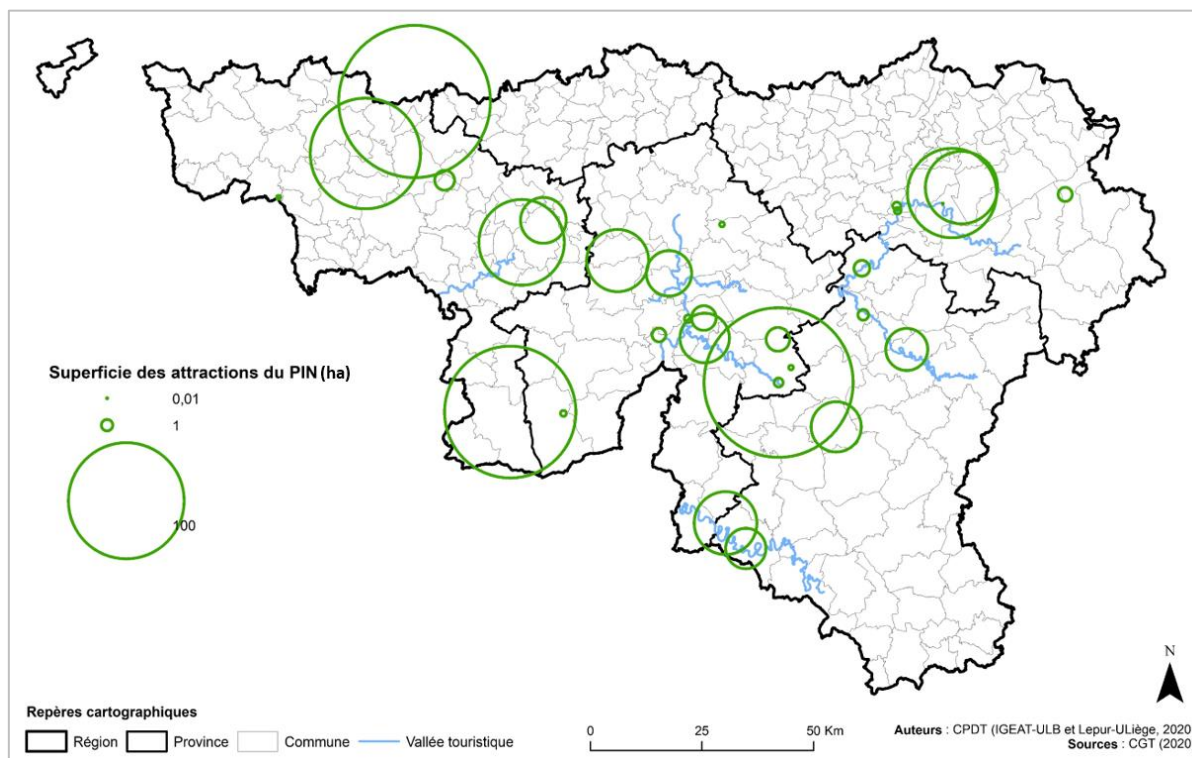 Superficie des attractions du PIN (ha)
0,01
1
100
N
Repères cartographiques
Région Province Commune Vallée touristique
0 25 50 Km
Auteurs : CPDT (IGEAT-ULB et Lepur-ULiège, 2020
Sources : CGT (2020